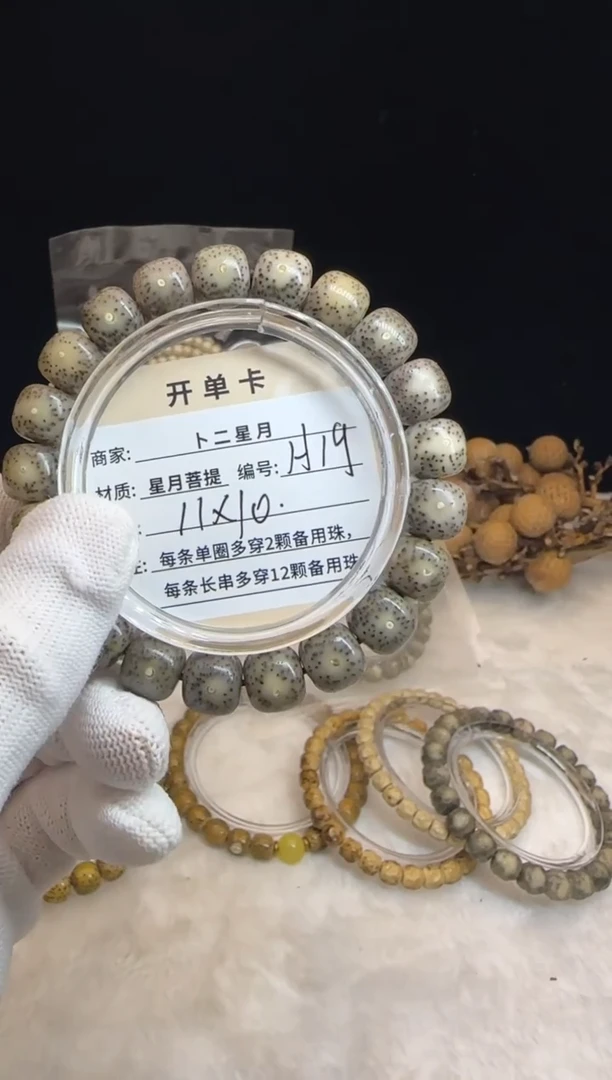 开单卡
商家: 卜二星月
材质: 星月菩提 编号: H19
: 11X10.
: 每条单圈多穿2颗备用珠,
每条长串多穿12颗备用珠